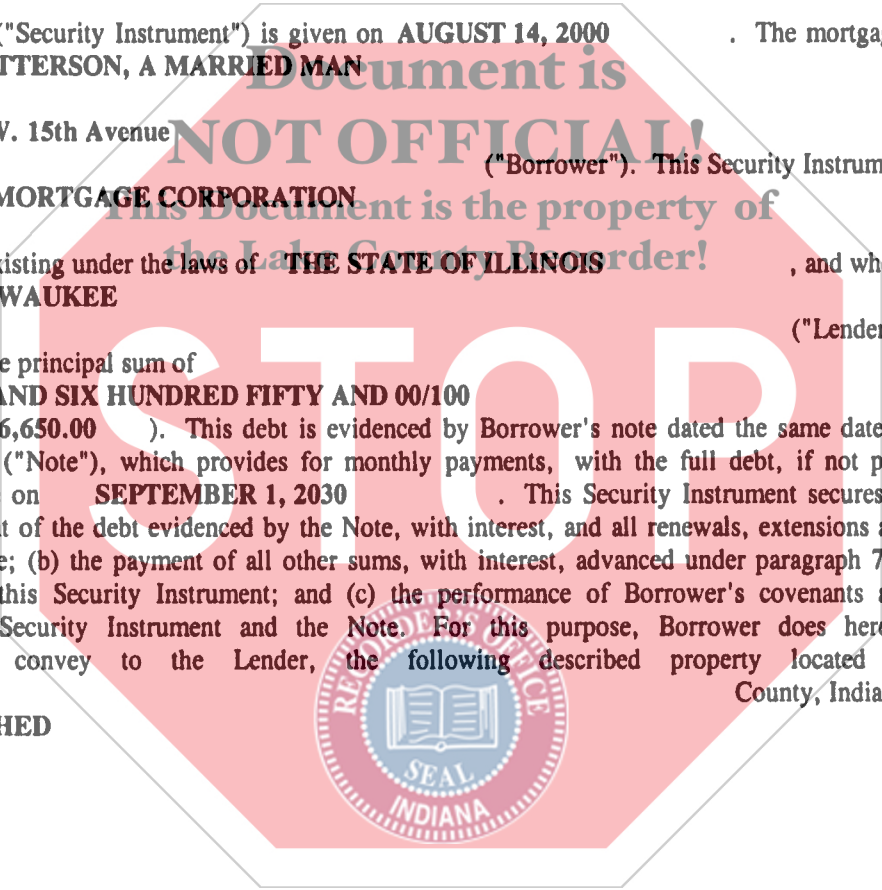 ("Security Instrument") is given on AUGUST 14, 2000 . The mortga
TTERSON, A MARRIED MAN
Document is
. 15th Avenue
NOT OFFICIAL!
("Borrower"). This Security Instrum
MORTGAGE CORPORATION
This Document is the property of
xisting under the laws of THE STATE OF ILLINOIS , and wh
the Lake County Recorder!
WAUKEE
("Lender
e principal sum of
STOP
AND SIX HUNDRED FIFTY AND 00/100
6,650.00 ). This debt is evidenced by Borrower's note dated the same date
("Note"), which provides for monthly payments, with the full debt, if not p
on SEPTEMBER 1, 2030 . This Security Instrument secures
t of the debt evidenced by the Note, with interest, and all renewals, extensions a
e; (b) the payment of all other sums, with interest, advanced under paragraph 7
this Security Instrument; and (c) the performance of Borrower's covenants a
Security Instrument and the Note. For this purpose, Borrower does here
convey to the Lender, the following described property located
County, India
HED
RECORDER'S OFFICE
SEAL
INDIANA